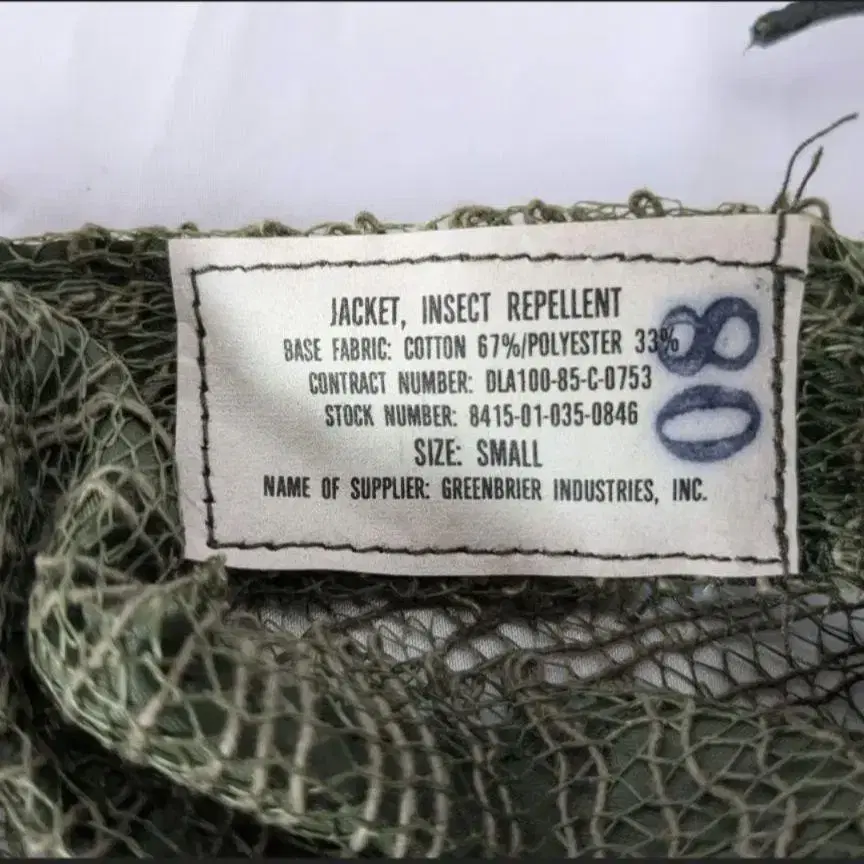 JACKET, INSECT REPELLENT
BASE FABRIC: COTTON 67%/POLYESTER 33%
CONTRACT NUMBER: DLA100-85-C-0753
STOCK NUMBER: 8415-01-035-0846
SIZE: SMALL
NAME OF SUPPLIER: GREENBRIER INDUSTRIES, INC.
80